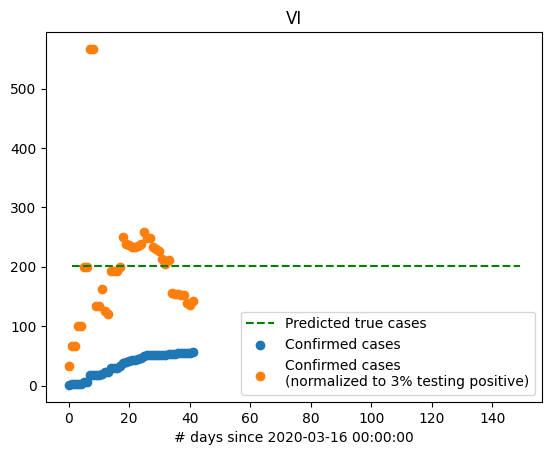 VI
500
400
300
200
100
0
Predicted true cases
Confirmed cases
Confirmed cases
(normalized to 3% testing positive)
0 20 40 60 80 100 120 140
# days since 2020-03-16 00:00:00